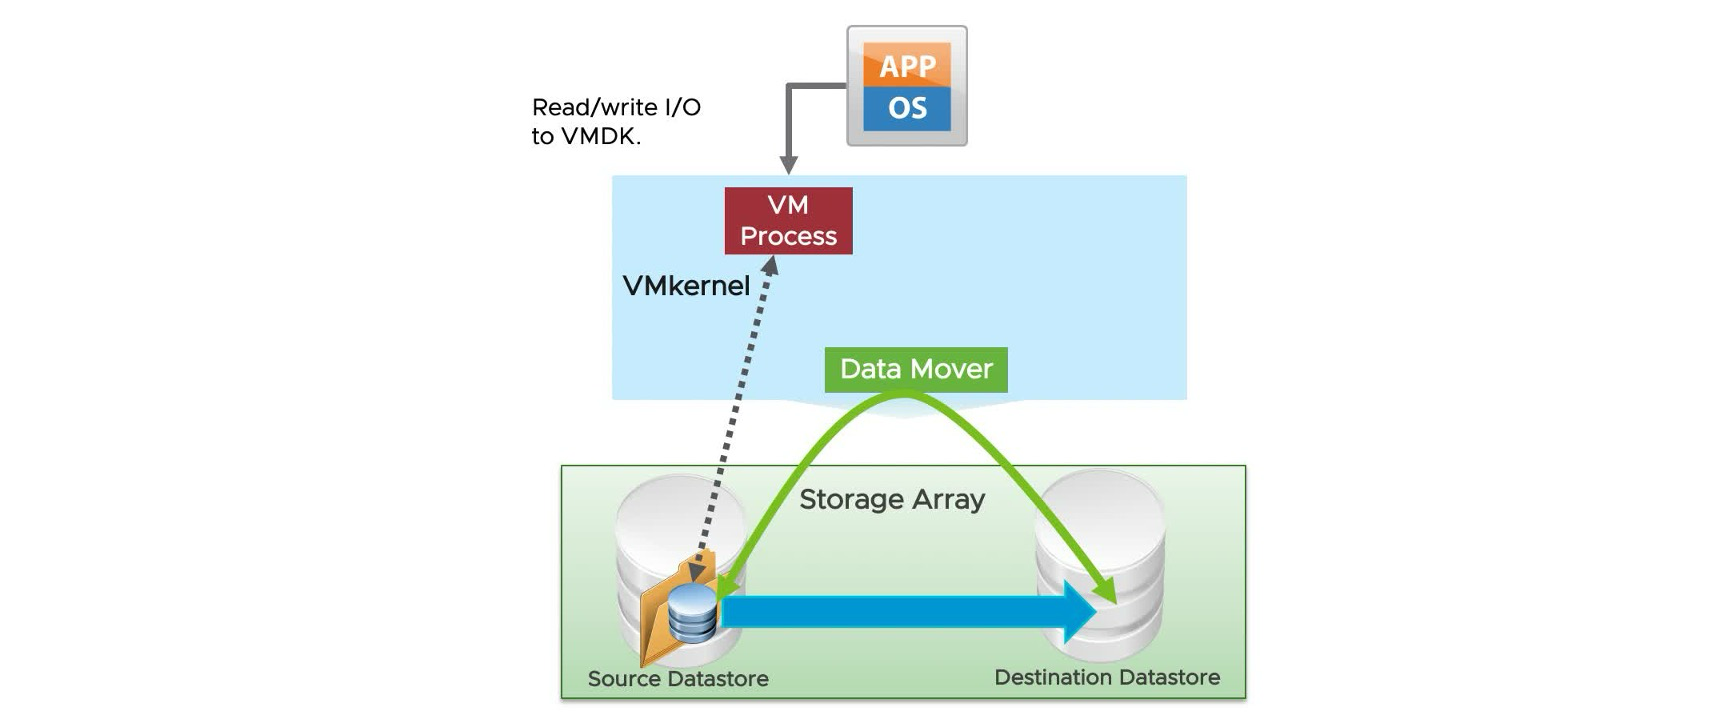 APP
OS
Read/write I/O
to VMDK.
VM
Process
VMkernel
Data Mover
Storage Array
Source Datastore
Destination Datastore